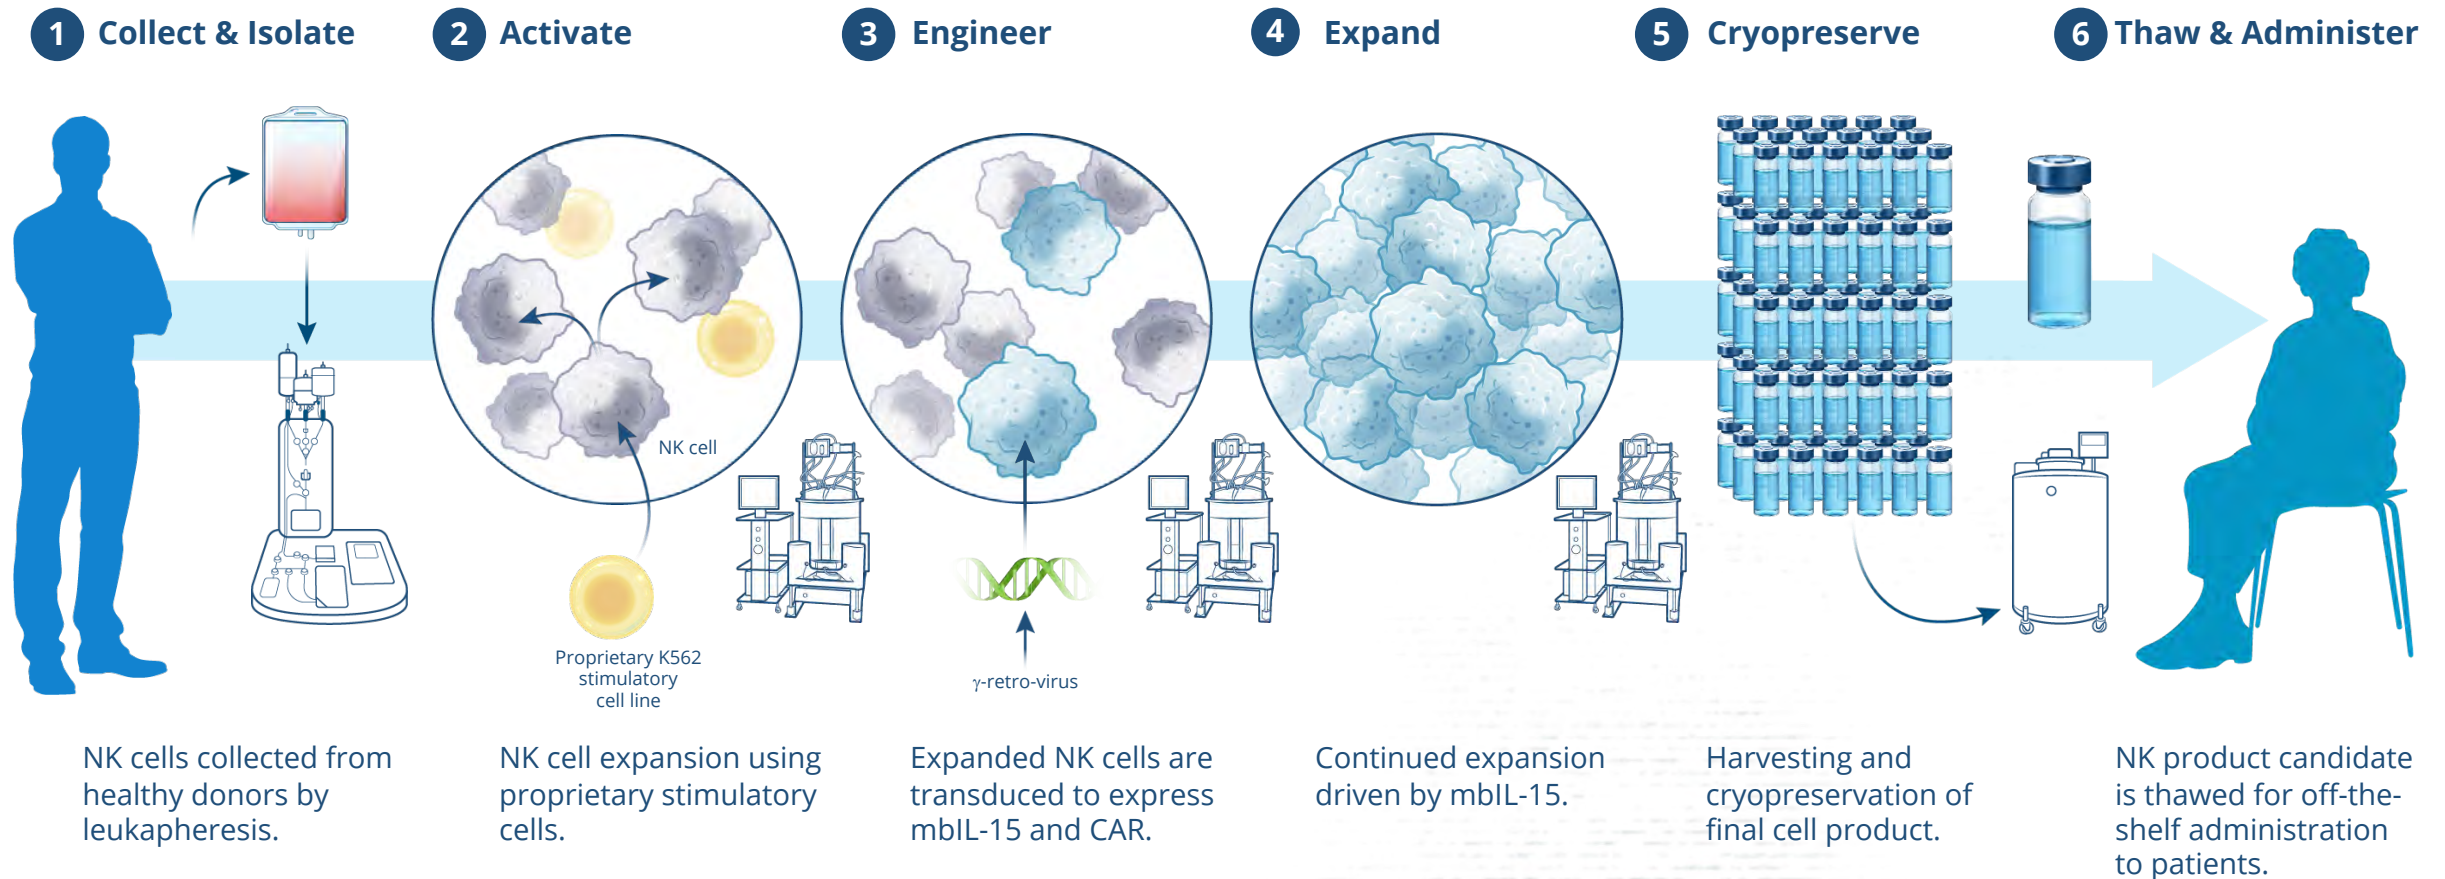 1 Collect & Isolate
2 Activate
3 Engineer
4 Expand
5 Cryopreserve
6 Thaw & Administer
NK cell
Proprietary K562
stimulatory
cell line
γ-retro-virus
NK cells collected from
healthy donors by
leukapheresis.
NK cell expansion using
proprietary stimulatory
cells.
Expanded NK cells are
transduced to express
mbIL-15 and CAR.
Continued expansion
driven by mbIL-15.
Harvesting and
cryopreservation of
final cell product.
NK product candidate
is thawed for off-the-
shelf administration
to patients.